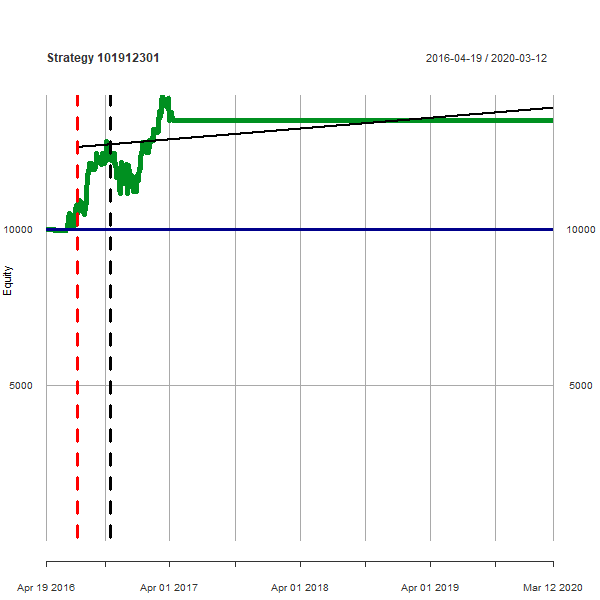 Strategy 101912301
2016-04-19 / 2020-03-12
10000
10000
Equity
5000
5000
Apr 19 2016
Apr 01 2017
Apr 01 2018
Apr 01 2019
Mar 12 2020